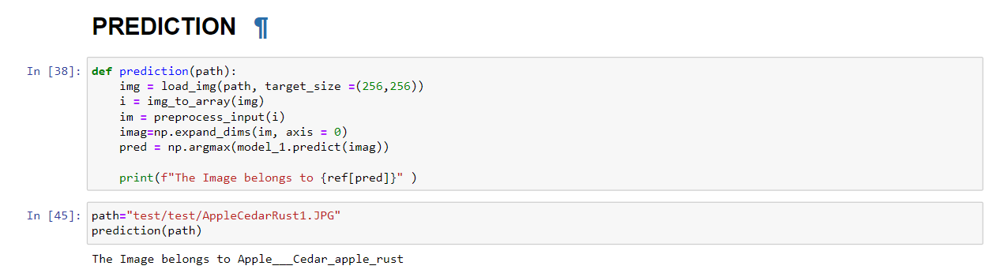 PREDICTION ¶
In [38]: def prediction(path):
    img = load_img(path, target_size =(256,256))
    i = img_to_array(img)
    im = preprocess_input(i)
    imag=np.expand_dims(im, axis = 0)
    pred = np.argmax(model_1.predict(imag))
    print(f"The Image belongs to {ref[pred]}" )
In [45]: path="test/test/AppleCedarRust1.JPG"
prediction(path)
The Image belongs to Apple___Cedar_apple_rust